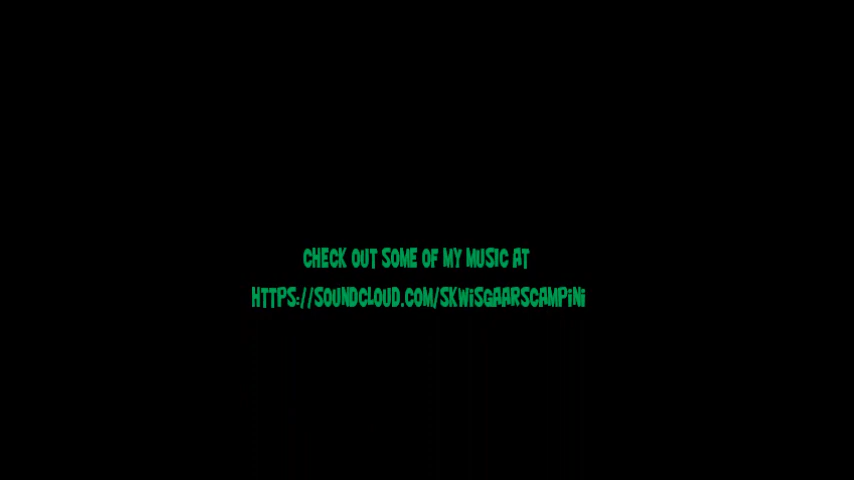 CHECK OUT SOME OF MY MUSIC AT
HTTPS://SOUNDCLOUD.COM/SKWiSGAARSCAMPiNi